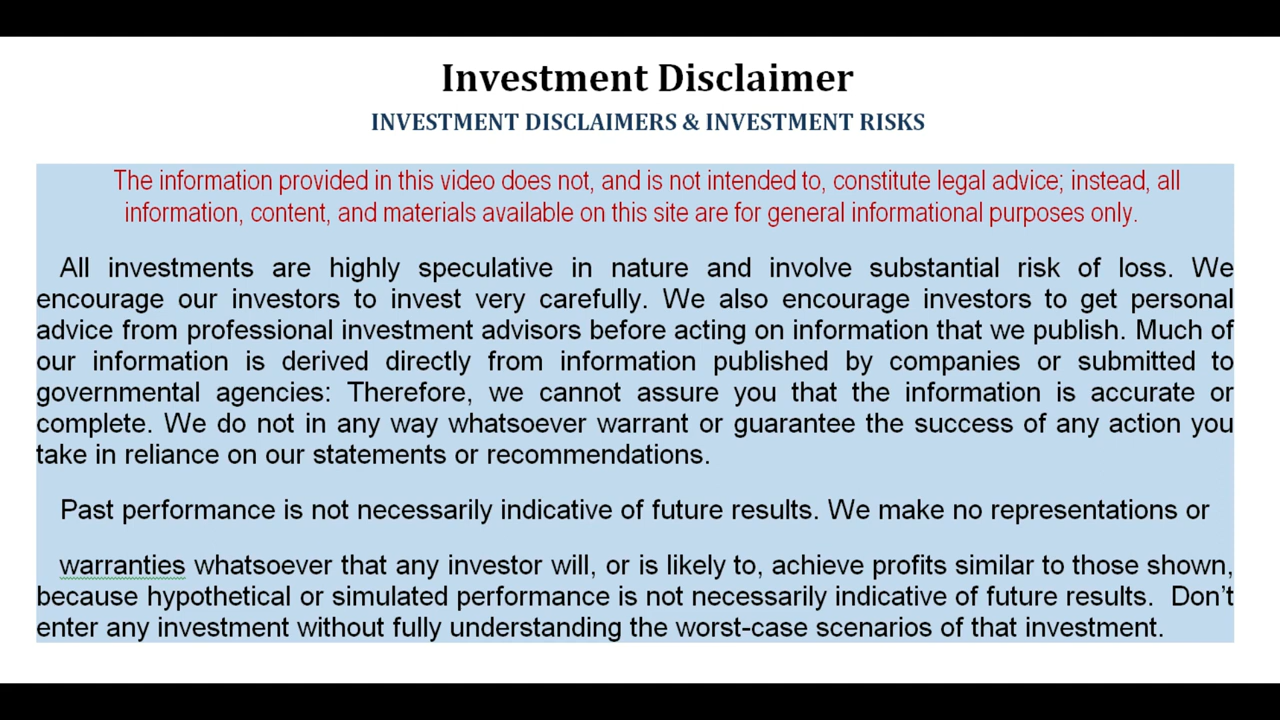 Investment Disclaimer
INVESTMENT DISCLAIMERS & INVESTMENT RISKS
The information provided in this video does not, and is not intended to, constitute legal advice; instead, all
information, content, and materials available on this site are for general informational purposes only.
All investments are highly speculative in nature and involve substantial risk of loss. We
encourage our investors to invest very carefully. We also encourage investors to get personal
advice from professional investment advisors before acting on information that we publish. Much of
our information is derived directly from information published by companies or submitted to
governmental agencies: Therefore, we cannot assure you that the information is accurate or
complete. We do not in any way whatsoever warrant or guarantee the success of any action you
take in reliance on our statements or recommendations.
Past performance is not necessarily indicative of future results. We make no representations or
warranties whatsoever that any investor will, or is likely to, achieve profits similar to those shown,
because hypothetical or simulated performance is not necessarily indicative of future results. Don’t
enter any investment without fully understanding the worst-case scenarios of that investment.